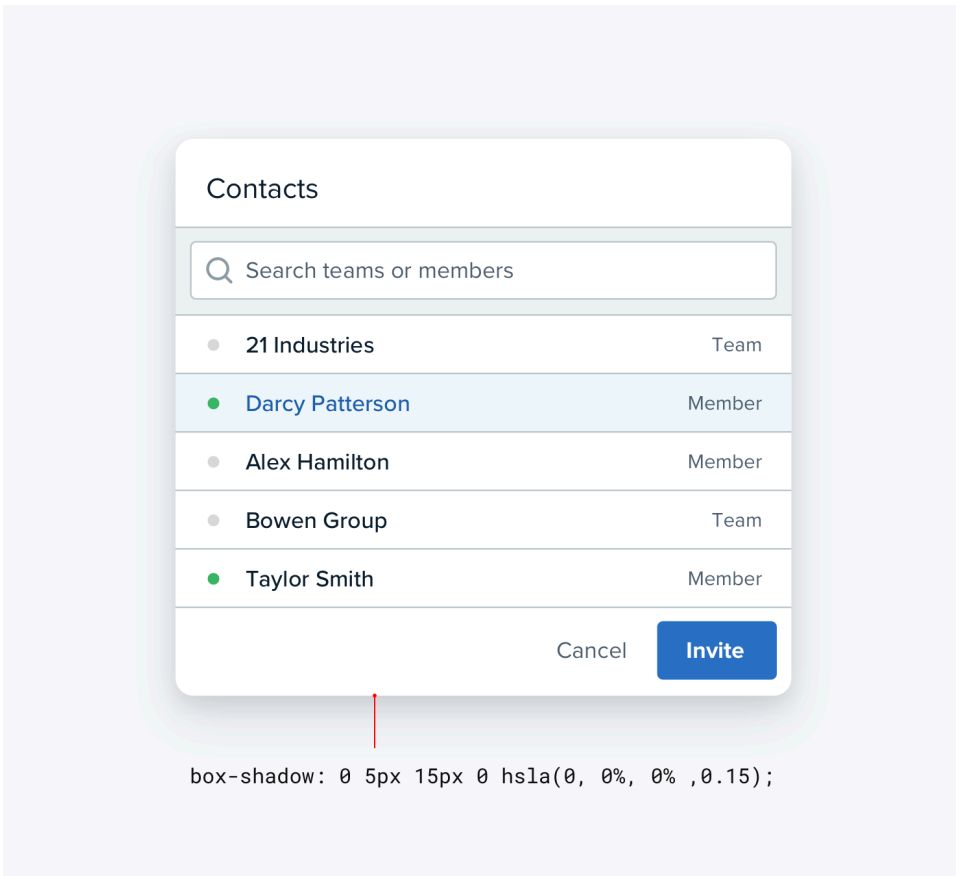 Contacts
Search teams or members
21 Industries Team
Darcy Patterson Member
Alex Hamilton Member
Bowen Group Team
Taylor Smith Member
Cancel Invite
box-shadow: 0 5px 15px 0 hsla(0, 0%, 0% ,0.15);